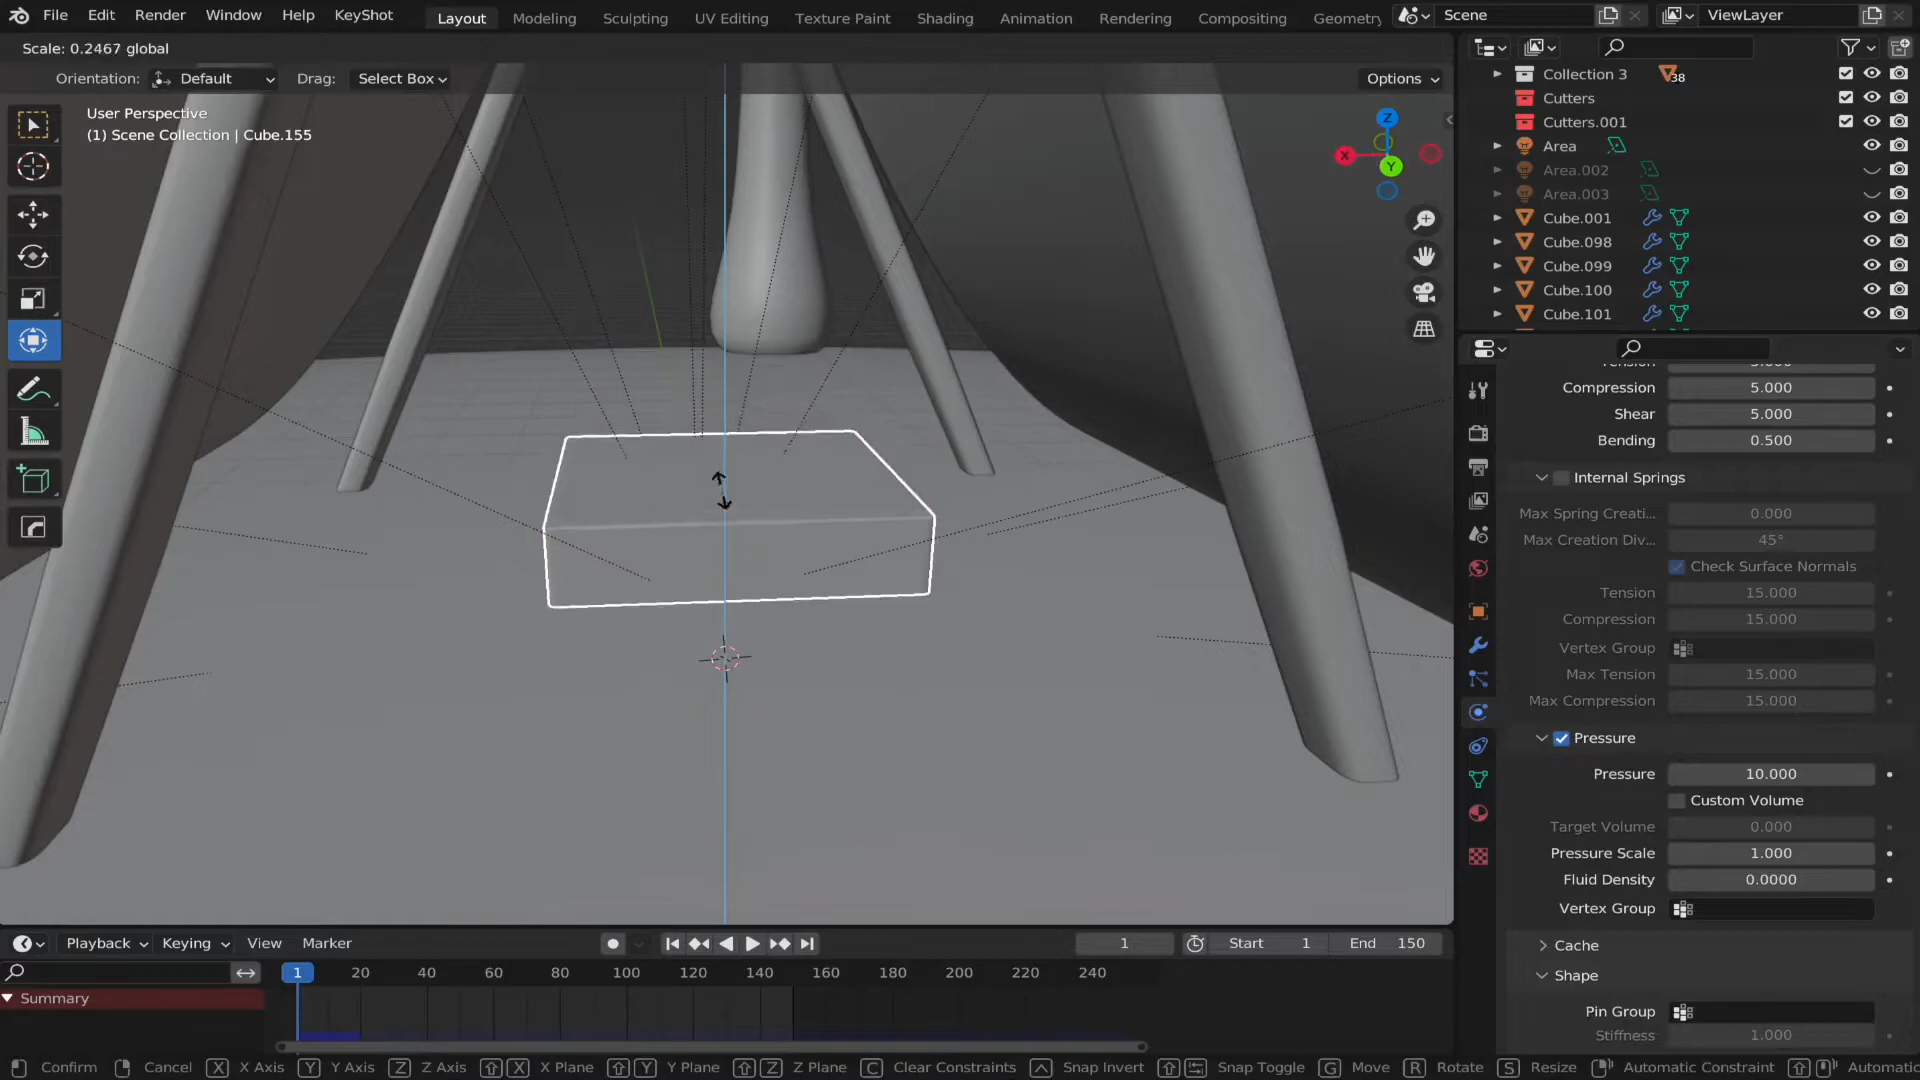 File Edit Render Window Help KeyShot Layout Modeling Sculpting UV Editing Texture Paint Shading Animation Rendering Compositing Geometry Scene ViewLayer
Scale: 0.2467 global
Orientation: Default Drag: Select Box Options
User Perspective
(1) Scene Collection | Cube.155
X
Y
Z
Collection 3 38
Cutters
Cutters.001
Area
Area.002
Area.003
Cube.001
Cube.098
Cube.099
Cube.100
Cube.101
Compression 5.000
Shear 5.000
Bending 0.500
Internal Springs
Max Spring Creati... 0.000
Max Creation Div... 45°
Check Surface Normals
Tension 15.000
Compression 15.000
Vertex Group
Max Tension 15.000
Max Compression 15.000
Pressure
Pressure 10.000
Custom Volume
Target Volume 0.000
Pressure Scale 1.000
Fluid Density 0.0000
Vertex Group
Cache
Shape
Pin Group
Stiffness 1.000
Playback Keying View Marker 1 Start 1 End 150
1 20 40 60 80 100 120 140 160 180 200 220 240
Summary
Confirm Cancel X X Axis Y Y Axis Z Z Axis X X Plane Y Y Plane Z Z Plane C Clear Constraints Snap Invert Snap Toggle G Move R Rotate S Resize Automatic Constraint Automatic